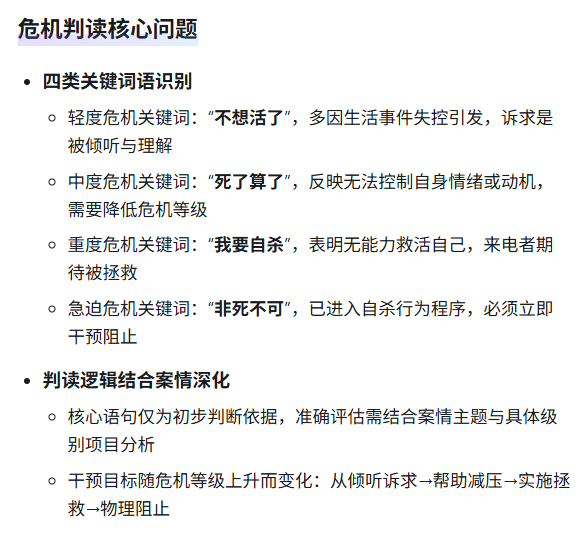 危机判读核心问题
• 四类关键词语识别
◦ 轻度危机关键词：“不想活了”，多因生活事件失控引发，诉求是
被倾听与理解
◦ 中度危机关键词：“死了算了”，反映无法控制自身情绪或动机，
需要降低危机等级
◦ 重度危机关键词：“我要自杀”，表明无能力救活自己，来电者期
待被拯救
◦ 急迫危机关键词：“非死不可”，已进入自杀行为程序，必须立即
干预阻止
• 判读逻辑结合案情深化
◦ 核心语句仅为初步判断依据，准确评估需结合案情主题与具体级
别项目分析
◦ 干预目标随危机等级上升而变化：从倾听诉求→帮助减压→实施拯
救→物理阻止